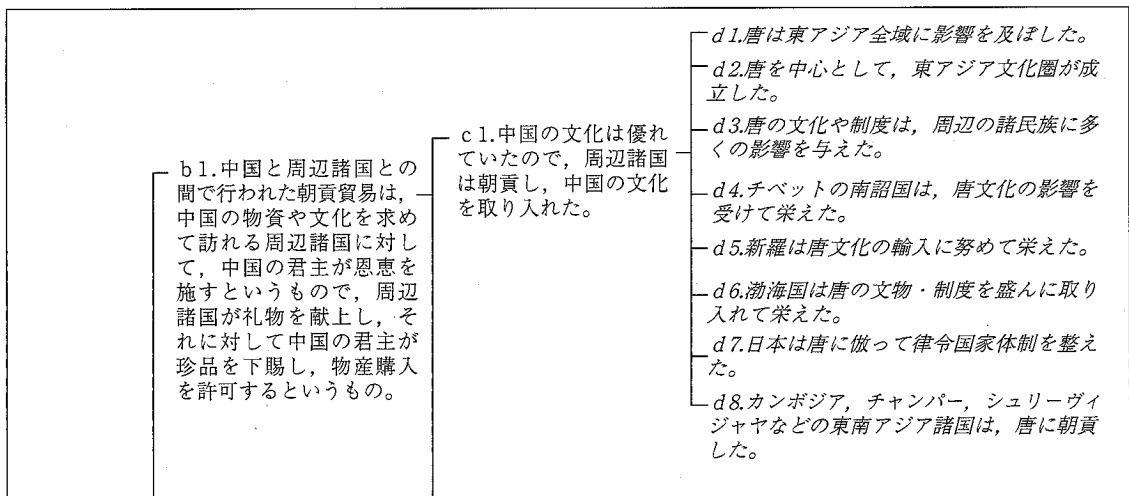 b1.中国と周辺諸国との
間で行われた朝貢貿易は，
中国の物資や文化を求め
て訪れる周辺諸国に対し
て，中国の君主が恩恵を
施すというもので，周辺
諸国が礼物を献上し，そ
れに対して中国の君主が
珍品を下賜し，物産購入
を許可するというもの。
c1.中国の文化は優れ
ていたので，周辺諸国
は朝貢し，中国の文化
を取り入れた。
d1.唐は東アジア全域に影響を及ぼした。
d2.唐を中心として，東アジア文化圏が成
立した。
d3.唐の文化や制度は，周辺の諸民族に多
くの影響を与えた。
d4.チベットの南詔国は，唐文化の影響を
受けて栄えた。
d5.新羅は唐文化の輸入に努めて栄えた。
d6.渤海国は唐の文物・制度を盛んに取り
入れて栄えた。
d7.日本は唐に倣って律令国家体制を整え
た。
d8.カンボジア，チャンパー，シュリーヴィ
ジャヤなどの東南アジア諸国は，唐に朝貢
した。